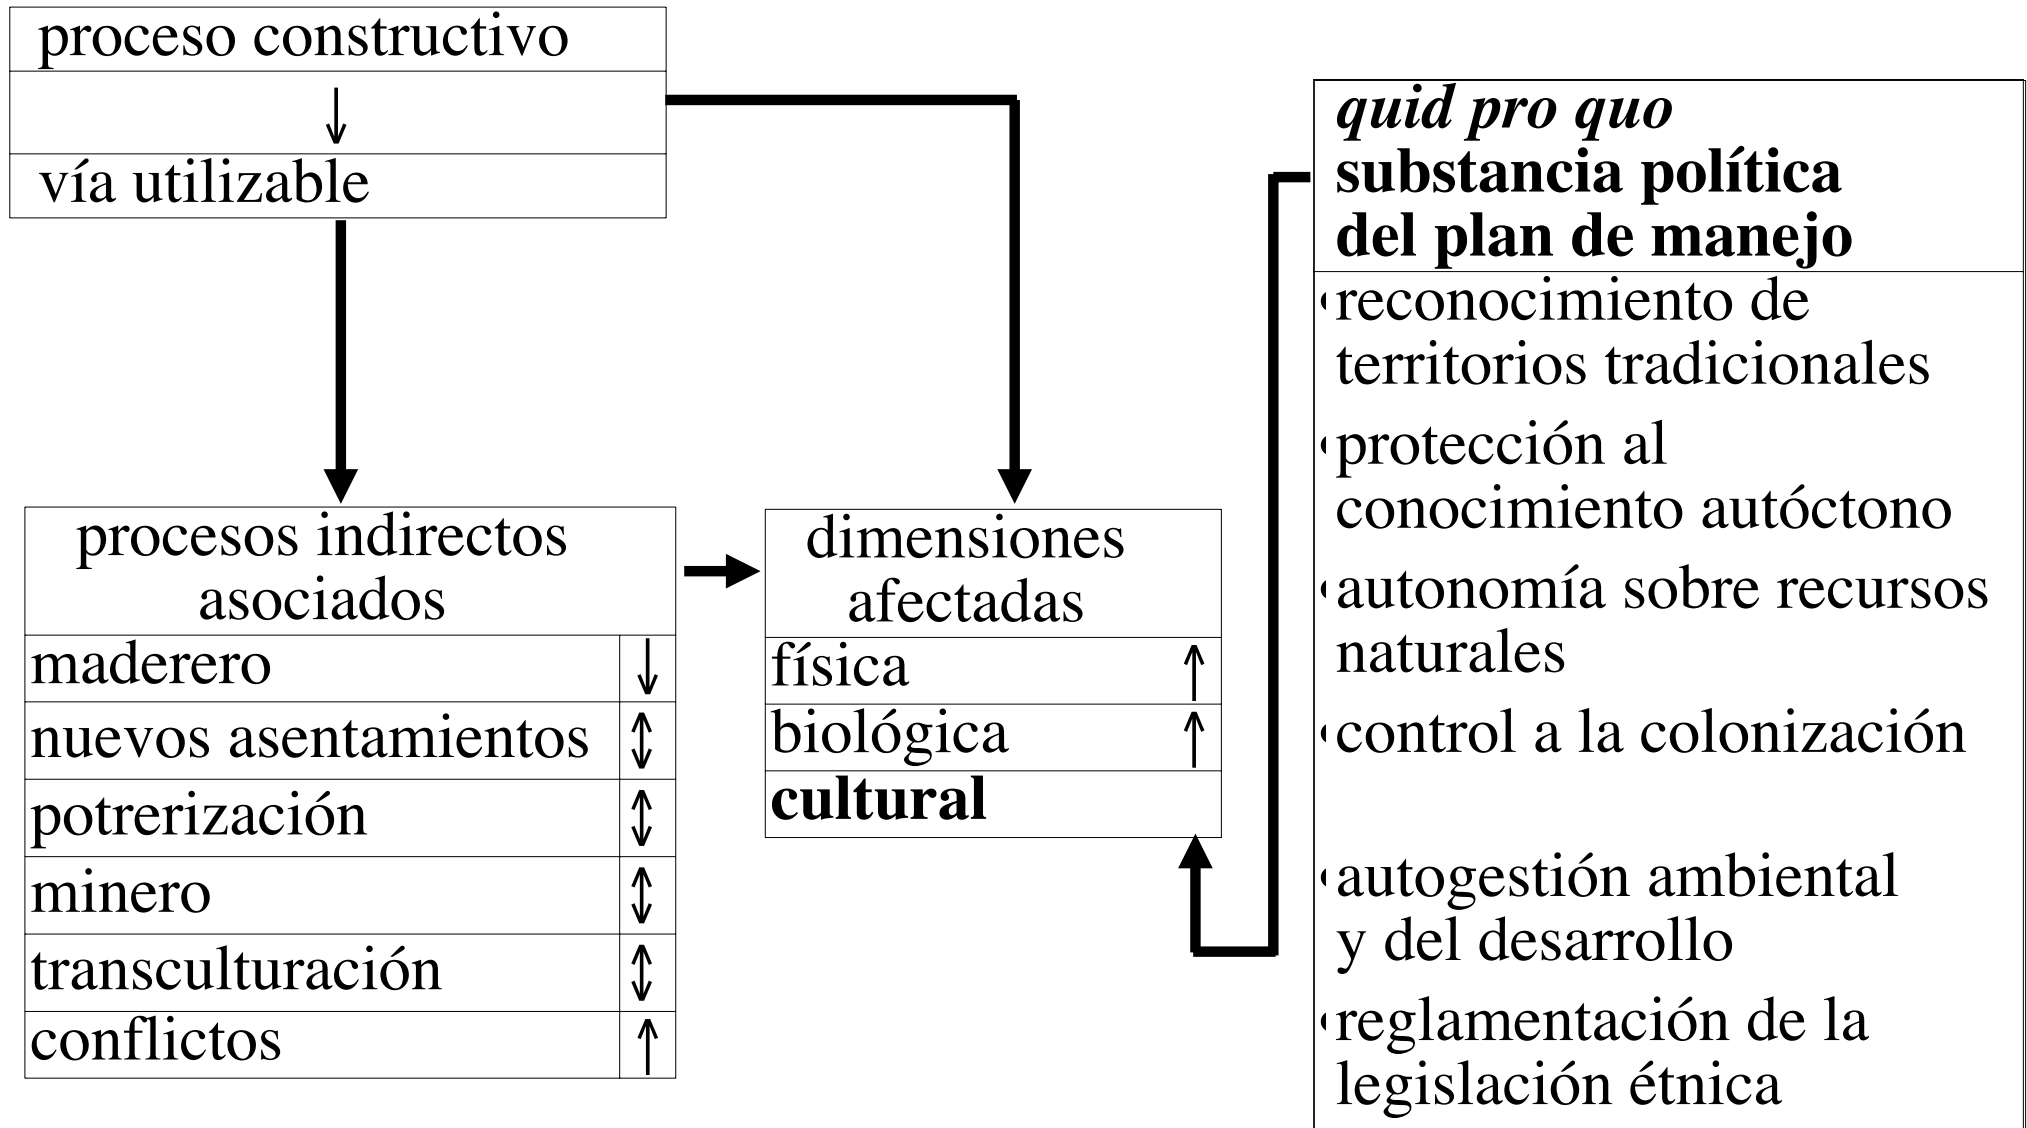 proceso constructivo
↓
vía utilizable
procesos indirectos
asociados
maderero ↓
nuevos asentamientos ↕
potrerización ↕
minero ↕
transculturación ↕
conflictos ↑
dimensiones
afectadas
física ↑
biológica ↑
cultural
quid pro quo
substancia política
del plan de manejo
•reconocimiento de
territorios tradicionales
•protección al
conocimiento autóctono
•autonomía sobre recursos
naturales
•control a la colonización
•autogestión ambiental
y del desarrollo
•reglamentación de la
legislación étnica